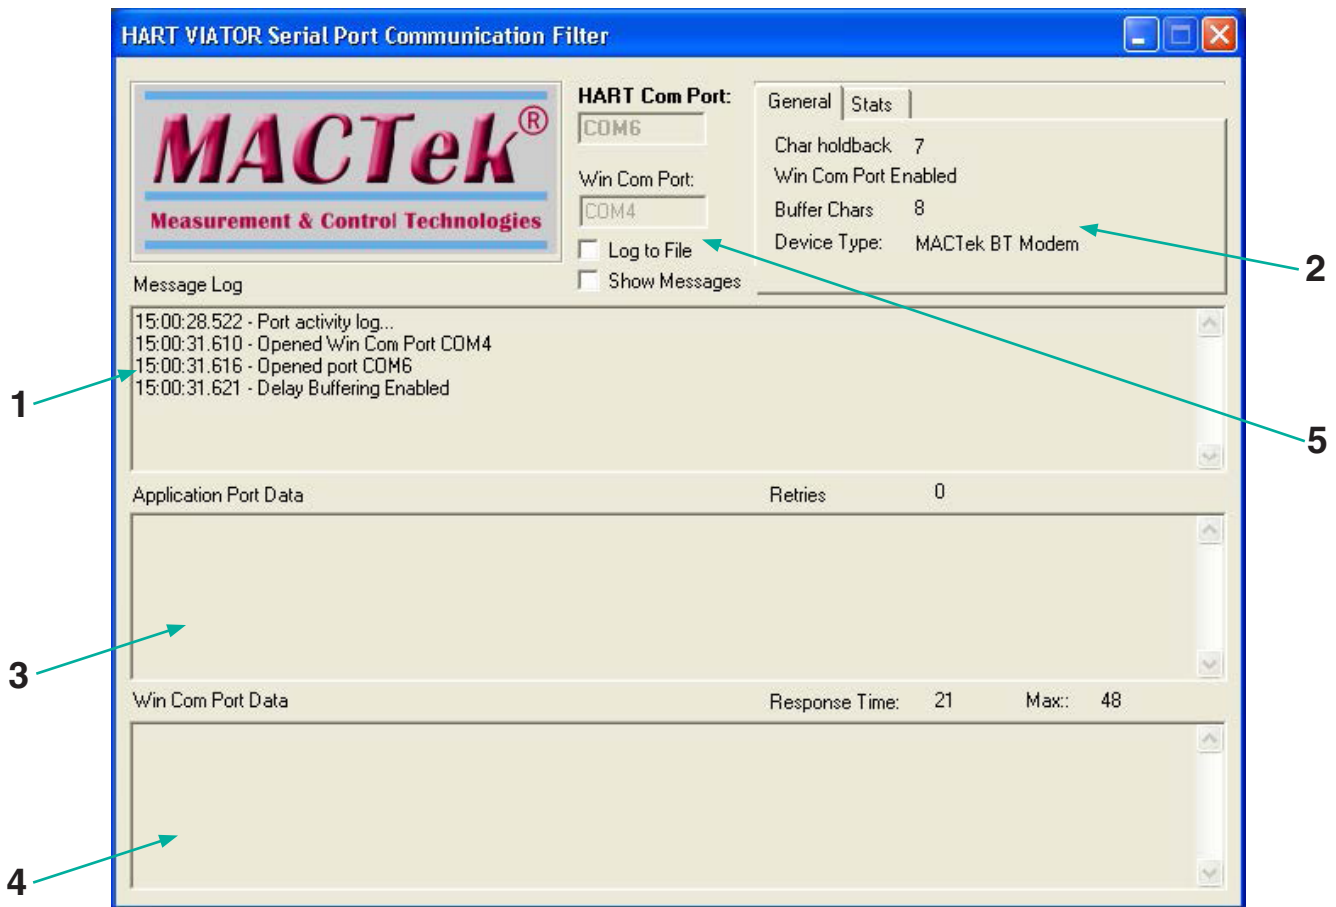 HART VIATOR Serial Port Communication Filter
MACTek®
Measurement & Control Technologies
HART Com Port:
COM6
Win Com Port:
COM4
Log to File
Show Messages
General Stats
Char holdback 7
Win Com Port Enabled
Buffer Chars 8
Device Type: MACTek BT Modem
2
Message Log
15:00:28.522 - Port activity log...
15:00:31.610 - Opened Win Com Port COM4
15:00:31.616 - Opened port COM6
15:00:31.621 - Delay Buffering Enabled
1
5
Application Port Data Retries 0
3
Win Com Port Data Response Time: 21 Max:: 48
4